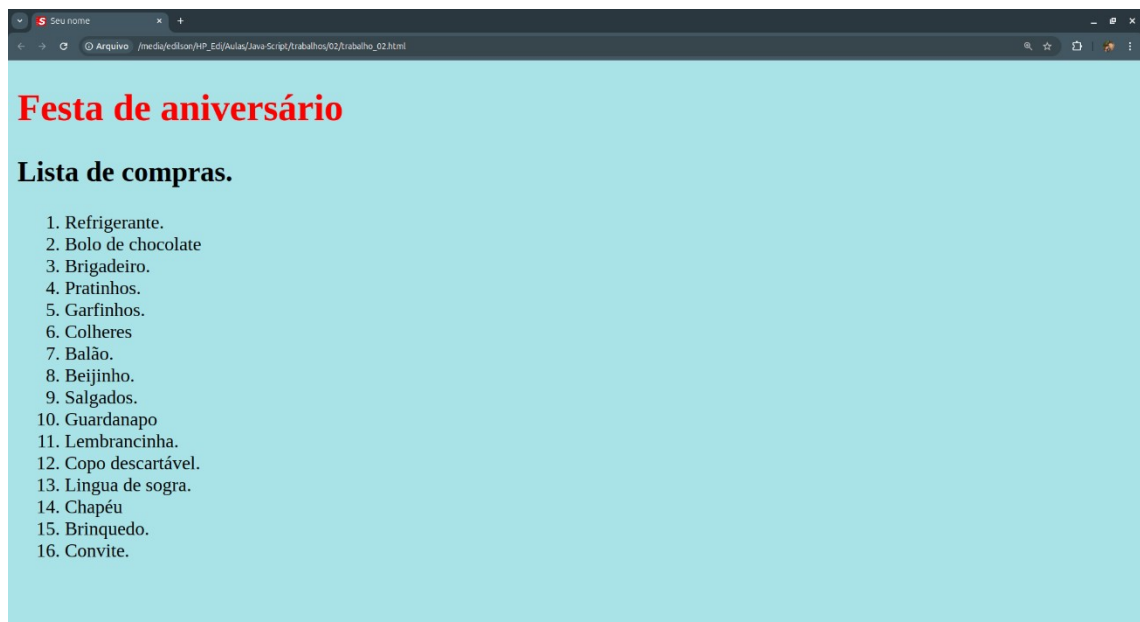 Seu nome
Arquivo /media/edilson/HP_Edi/Aulas/Java-Script/trabalhos/02/trabalho_02.html
Festa de aniversário
Lista de compras.
1. Refrigerante.
2. Bolo de chocolate
3. Brigadeiro.
4. Pratinhos.
5. Garfinhos.
6. Colheres
7. Balão.
8. Beijinho.
9. Salgados.
10. Guardanapo
11. Lembrancinha.
12. Copo descartável.
13. Lingua de sogra.
14. Chapéu
15. Brinquedo.
16. Convite.